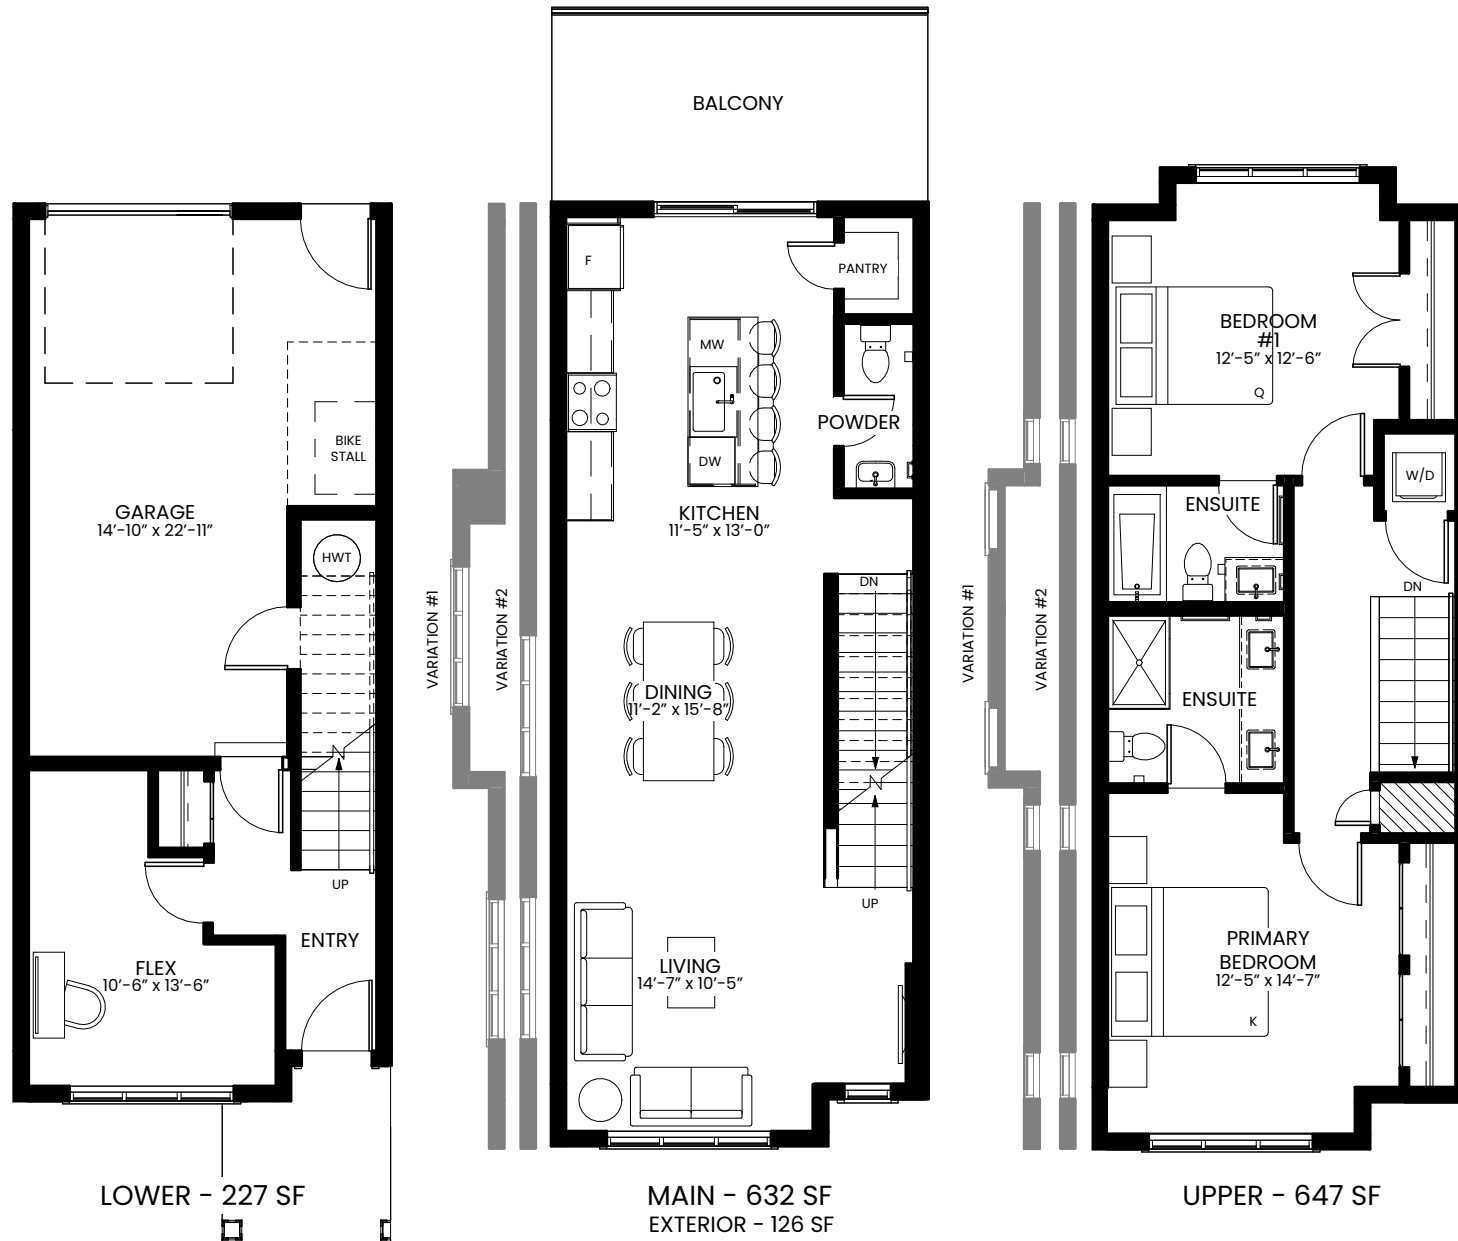 BALCONY
F
PANTRY
MW
POWDER
DW
KITCHEN
11'-5" x 13'-0"
DN
DINING
11'-2" x 15'-8"
UP
LIVING
14'-7" x 10'-5"
MAIN - 632 SF
EXTERIOR - 126 SF
BIKE
STALL
GARAGE
14'-10" x 22'-11"
HWT
UP
ENTRY
FLEX
10'-6" x 13'-6"
LOWER - 227 SF
VARIATION #1
VARIATION #2
VARIATION #1
VARIATION #2
BEDROOM
#1
12'-5" x 12'-6"
Q
W/D
ENSUITE
DN
ENSUITE
PRIMARY
BEDROOM
12'-5" x 14'-7"
K
UPPER - 647 SF